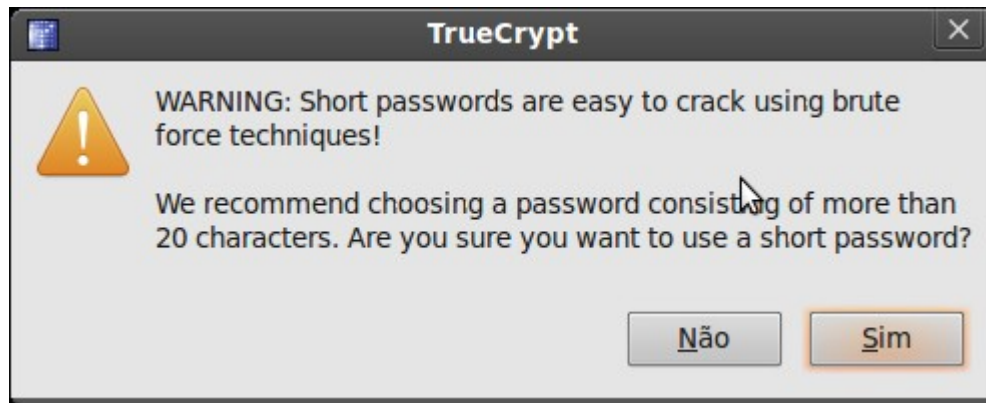 TrueCrypt
WARNING: Short passwords are easy to crack using brute
force techniques!
We recommend choosing a password consisting of more than
20 characters. Are you sure you want to use a short password?
Não
Sim